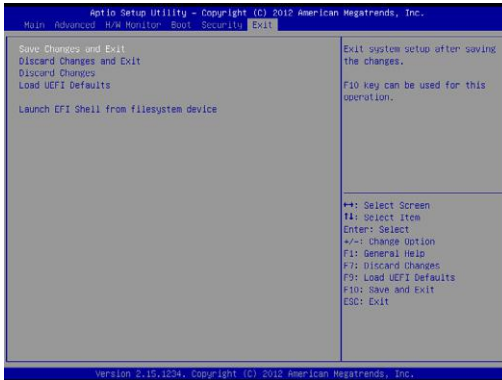 Aptio Setup Utility – Copyright (C) 2012 American Megatrends, Inc.
Main Advanced H/W Monitor Boot Security Exit
Save Changes and Exit
Discard Changes and Exit
Discard Changes
Load UEFI Defaults
Launch EFI Shell from filesystem device
Exit system setup after saving
the changes.
F10 key can be used for this
operation.
↔: Select Screen
↑↓: Select Item
Enter: Select
+/-: Change Option
F1: General Help
F7: Discard Changes
F9: Load UEFI Defaults
F10: Save and Exit
ESC: Exit
Version 2.15.1234. Copyright (C) 2012 American Megatrends, Inc.